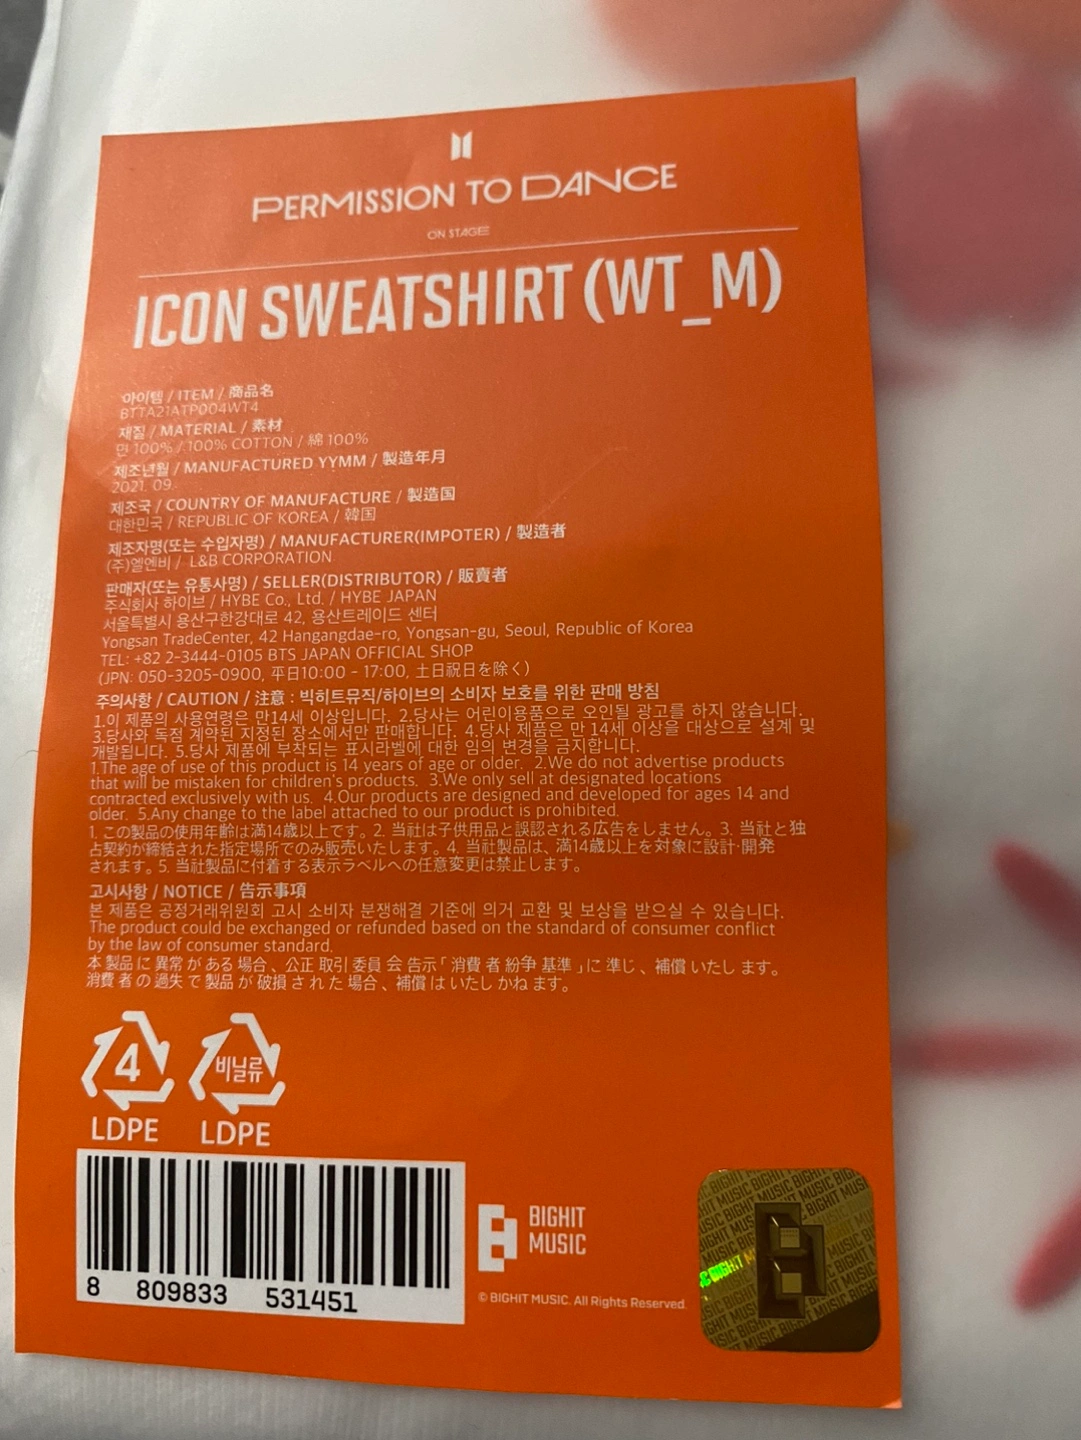 PERMISSION TO DANCE
ON STAGE
ICON SWEATSHIRT (WT_M)
아이템 / ITEM / 商品名
BTTA21ATP004WT4
재질 / MATERIAL / 素材
면 100% / 100% COTTON / 綿 100%
제조년월 / MANUFACTURED YYMM / 製造年月
2021. 09
제조국 / COUNTRY OF MANUFACTURE / 製造国
대한민국 / REPUBLIC OF KOREA / 韓国
제조자명(또는 수입자명) / MANUFACTURER(IMPOTER) / 製造者
(주)엘엔비 / L&B CORPORATION
판매자(또는 유통사명) / SELLER(DISTRIBUTOR) / 販賣者
주식회사 하이브 / HYBE Co., Ltd. / HYBE JAPAN
서울특별시 용산구한강대로 42, 용산트레이드 센터
Yongsan TradeCenter, 42 Hangangdae-ro, Yongsan-gu, Seoul, Republic of Korea
TEL: +82 2-3444-0105 BTS JAPAN OFFICIAL SHOP
(JPN: 050-3205-0900, 平日10:00 - 17:00, 土日祝日を除く)
주의사항 / CAUTION / 注意 : 빅히트뮤직/하이브의 소비자 보호를 위한 판매 방침
1.이 제품의 사용연령은 만14세 이상입니다. 2.당사는 어린이용품으로 오인될 광고를 하지 않습니다.
3.당사와 독점 계약된 지정된 장소에서만 판매합니다. 4.당사 제품은 만 14세 이상을 대상으로 설계 및
개발됩니다. 5.당사 제품에 부착되는 표시라벨에 대한 임의 변경을 금지합니다.
1.The age of use of this product is 14 years of age or older. 2.We do not advertise products
that will be mistaken for children's products. 3.We only sell at designated locations
contracted exclusively with us. 4.Our products are designed and developed for ages 14 and
older. 5.Any change to the label attached to our product is prohibited.
1. この製品の使用年齢は満14歳以上です。2. 当社は子供用品と誤認される広告をしません。3. 当社と独
占契約が締結された指定場所でのみ販売いたします。4. 当社製品は、満14歳以上を対象に設計·開発
されます。5. 当社製品に付着する表示ラベルへの任意変更は禁止します。
고시사항 / NOTICE / 告示事項
본 제품은 공정거래위원회 고시 소비자 분쟁해결 기준에 의거 교환 및 보상을 받으실 수 있습니다.
The product could be exchanged or refunded based on the standard of consumer conflict
by the law of consumer standard.
本 製品 に 異常 が ある 場合 、公正 取引 委員 会 告示「 消費 者 紛争 基準 」に 準じ 、補償 いたし ます。
消費 者 の 過失 で 製品 が 破損 された 場合 、補償 は いたし かね ます。
4 비닐류
LDPE LDPE
8 809833 531451
BIGHIT
MUSIC
© BIGHIT MUSIC. All Rights Reserved.
BIGHIT MUSIC